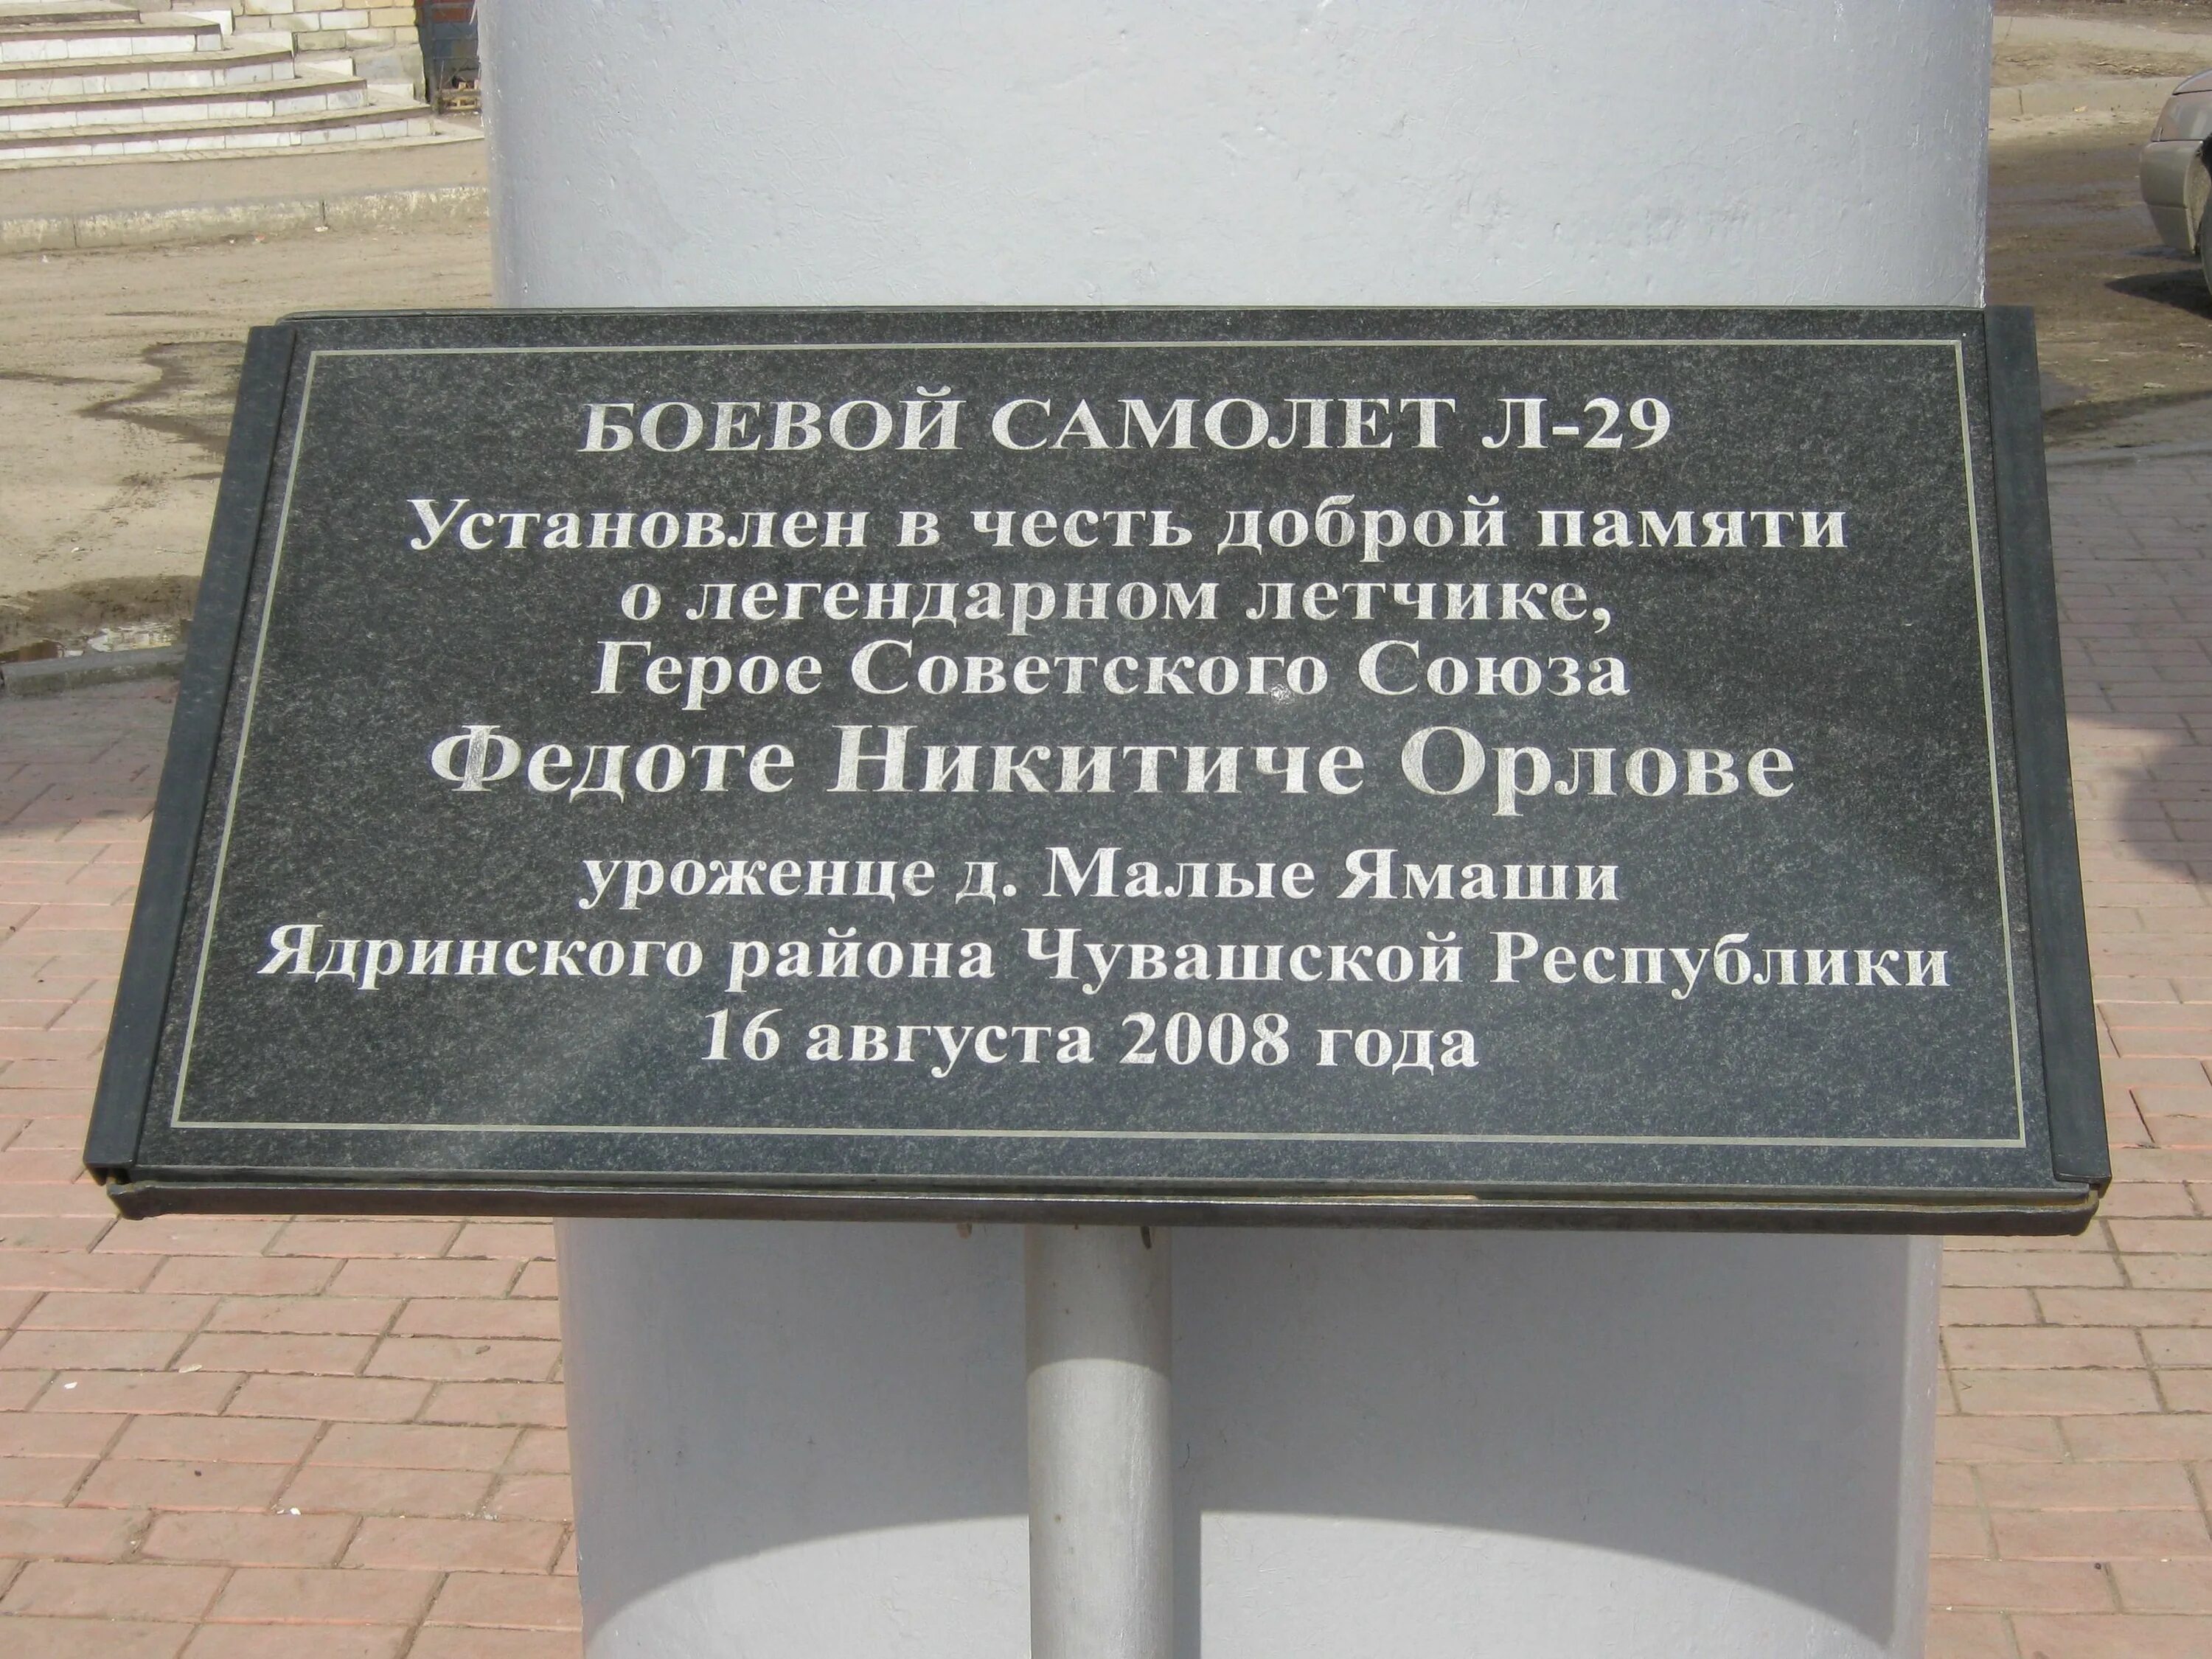 БОЕВОЙ САМОЛЕТ Л-29
Установлен в честь доброй памяти
о легендарном летчике,
Герое Советского Союза
Федоте Никитиче Орлове
уроженце д. Малые Ямаши
Ядринского района Чувашской Республики
16 августа 2008 года